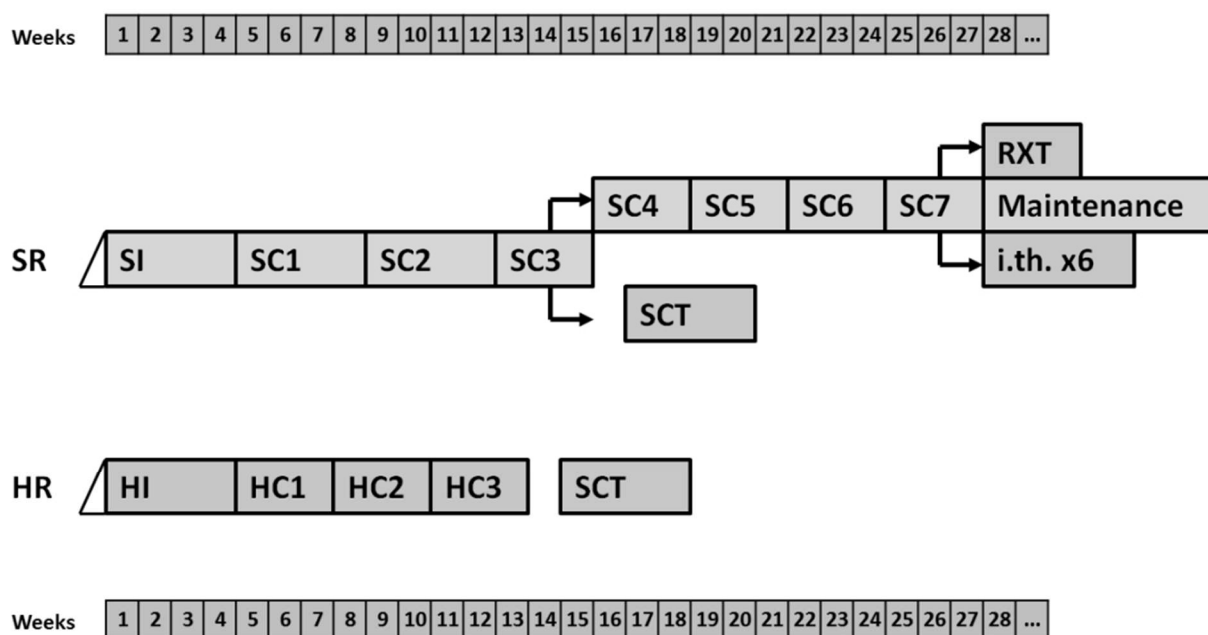 Weeks 1 2 3 4 5 6 7 8 9 10 11 12 13 14 15 16 17 18 19 20 21 22 23 24 25 26 27 28 ...
RXT
SC4 SC5 SC6 SC7 Maintenance
SR SI SC1 SC2 SC3 i.th. x6
SCT
HR HI HC1 HC2 HC3 SCT
Weeks 1 2 3 4 5 6 7 8 9 10 11 12 13 14 15 16 17 18 19 20 21 22 23 24 25 26 27 28 ...